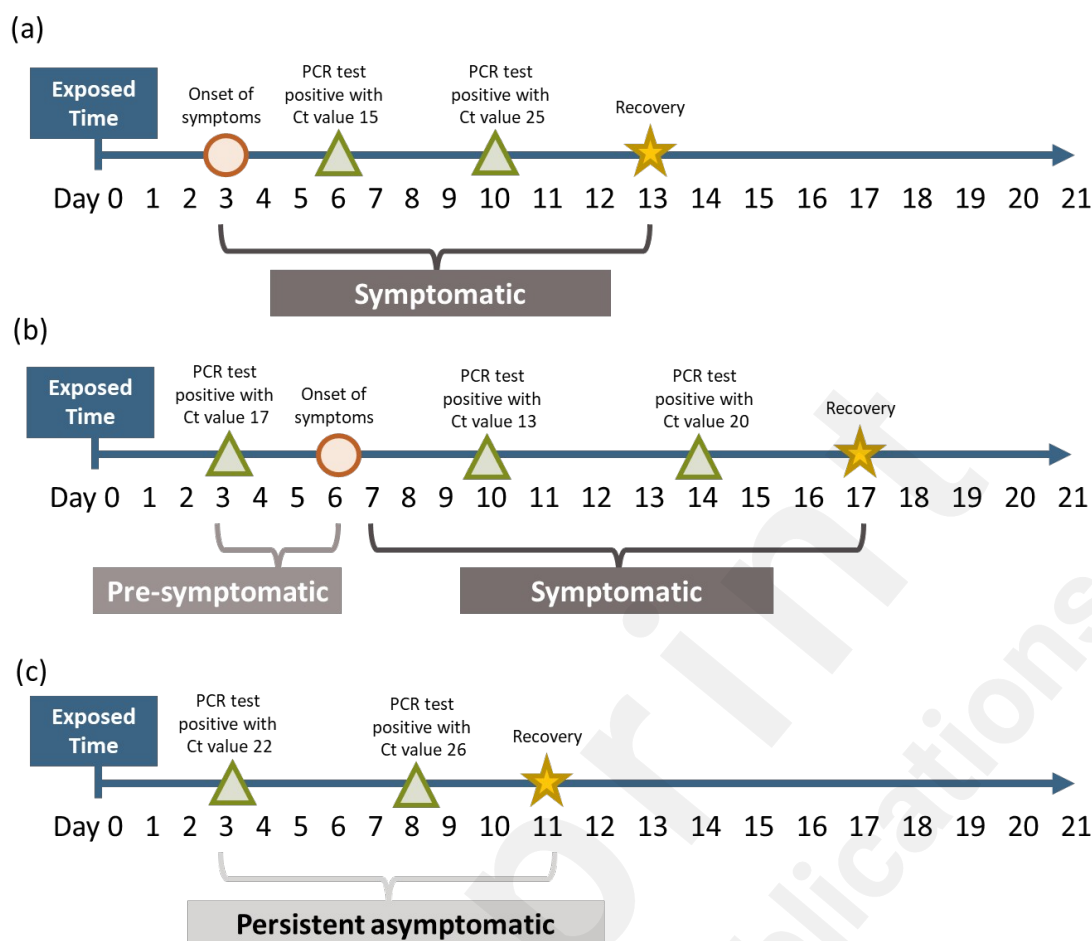 (a)
Exposed
Time
Onset of
symptoms
PCR test
positive with
Ct value 15
PCR test
positive with
Ct value 25
Recovery
Day 0 1 2 3 4 5 6 7 8 9 10 11 12 13 14 15 16 17 18 19 20 21
Symptomatic
(b)
Exposed
Time
PCR test
positive with
Ct value 17
Onset of
symptoms
PCR test
positive with
Ct value 13
PCR test
positive with
Ct value 20
Recovery
Day 0 1 2 3 4 5 6 7 8 9 10 11 12 13 14 15 16 17 18 19 20 21
Pre-symptomatic
Symptomatic
(c)
Exposed
Time
PCR test
positive with
Ct value 22
PCR test
positive with
Ct value 26
Recovery
Day 0 1 2 3 4 5 6 7 8 9 10 11 12 13 14 15 16 17 18 19 20 21
Persistent asymptomatic
print
blications